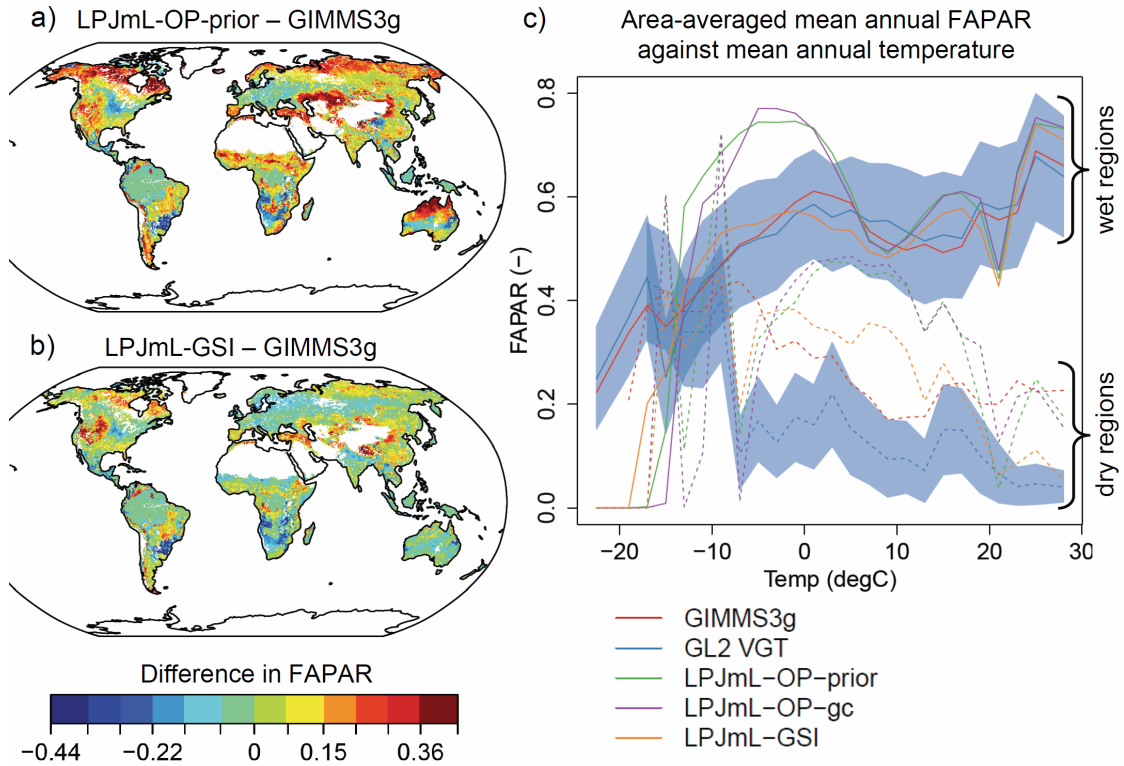 a) LPJmL-OP-prior – GIMMS3g
b) LPJmL-GSI – GIMMS3g
Difference in FAPAR
−0.44 −0.22 0 0.15 0.36
c) Area-averaged mean annual FAPAR
against mean annual temperature
FAPAR (−)
0.8
0.6
0.4
0.2
0.0
−20 −10 0 10 20 30
Temp (degC)
wet regions
dry regions
GIMMS3g
GL2 VGT
LPJmL−OP−prior
LPJmL−OP−gc
LPJmL−GSI